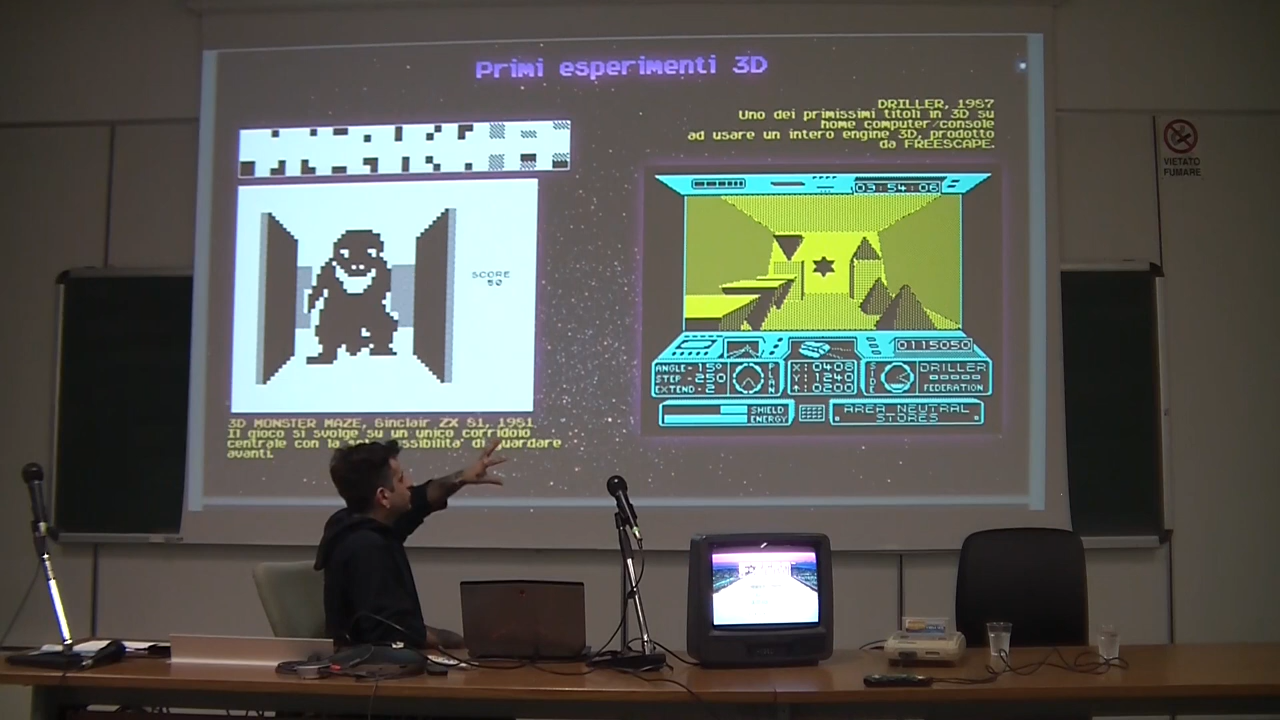 Primi esperimenti 3D
DRILLER, 1987
Uno dei primissimi titoli in 3D su
home computer/console
ad usare un intero engine 3D, prodotto
da FREESCAPE.
VIETATO
FUMARE
SCORE
50
03:54:06
0115050
ANGLE-15°
STEP-250
EXTEND-2
PAN
X:0408
Y:1240
↑:0200
SIDE
DRILLER
FEDERATION
SHIELD
ENERGY
AREA NEUTRAL
STORES
3D MONSTER MAZE, Sinclair ZX 81, 1981.
Il gioco si svolge su un unico corridoio
centrale con la possibilita' di guardare
avanti.